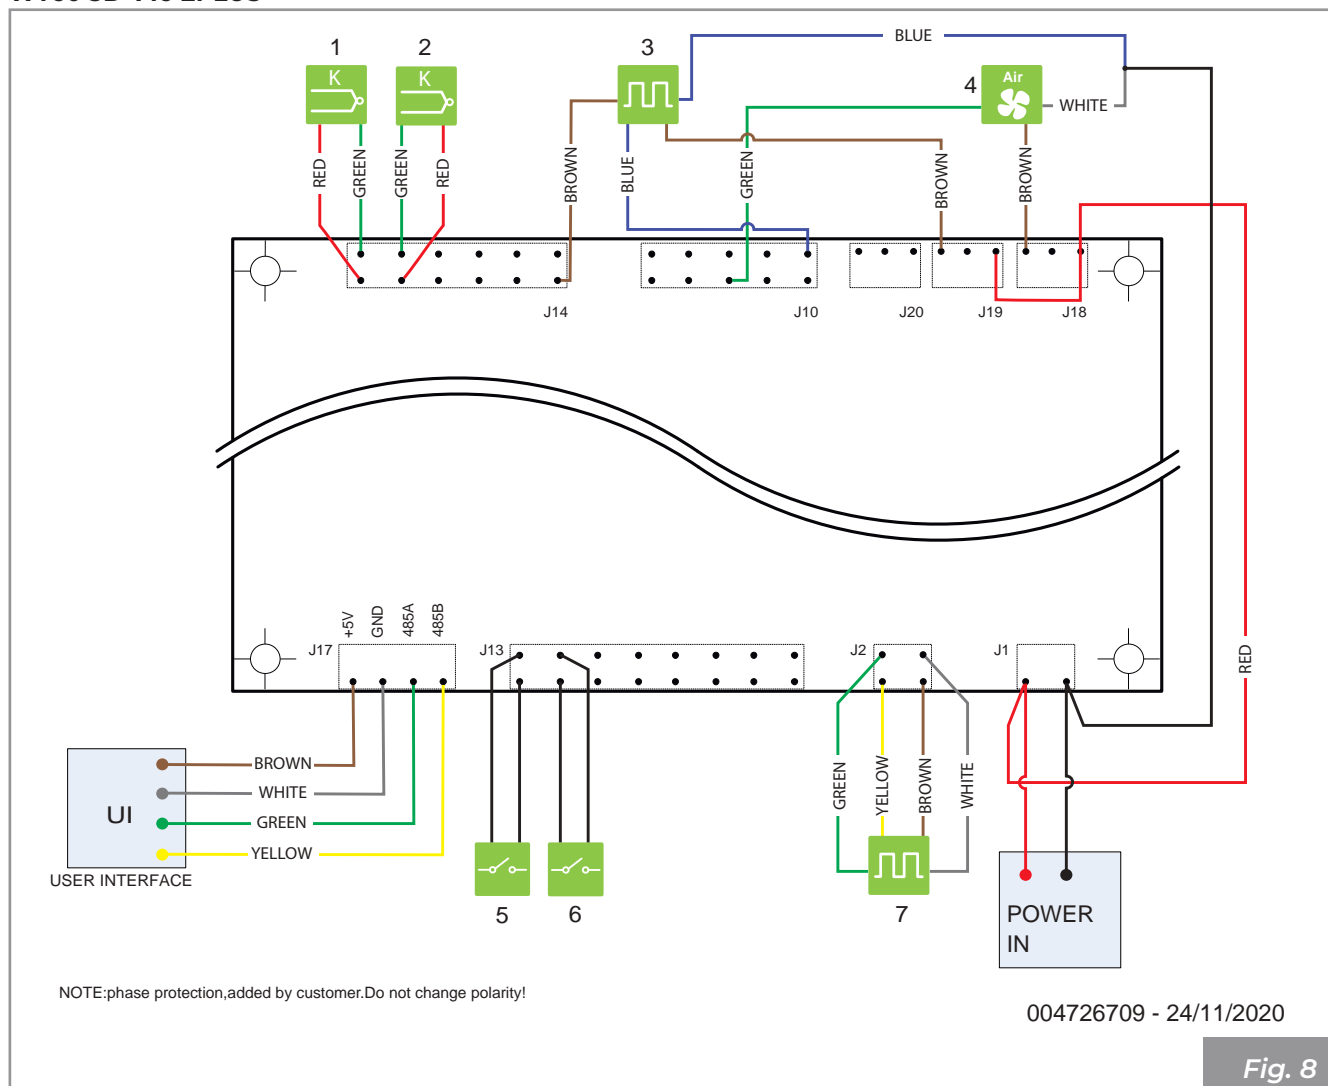 1
2
3
BLUE
K
K
Air
4
WHITE
RED
GREEN
GREEN
RED
BROWN
BLUE
GREEN
BROWN
BROWN
J14
J10
J20
J19
J18
+5V
GND
485A
485B
J17
J13
J2
J1
RED
BROWN
WHITE
GREEN
YELLOW
UI
USER INTERFACE
GREEN
YELLOW
BROWN
WHITE
5
6
7
POWER
IN
NOTE:phase protection,added by customer.Do not change polarity!
004726709 - 24/11/2020
Fig. 8